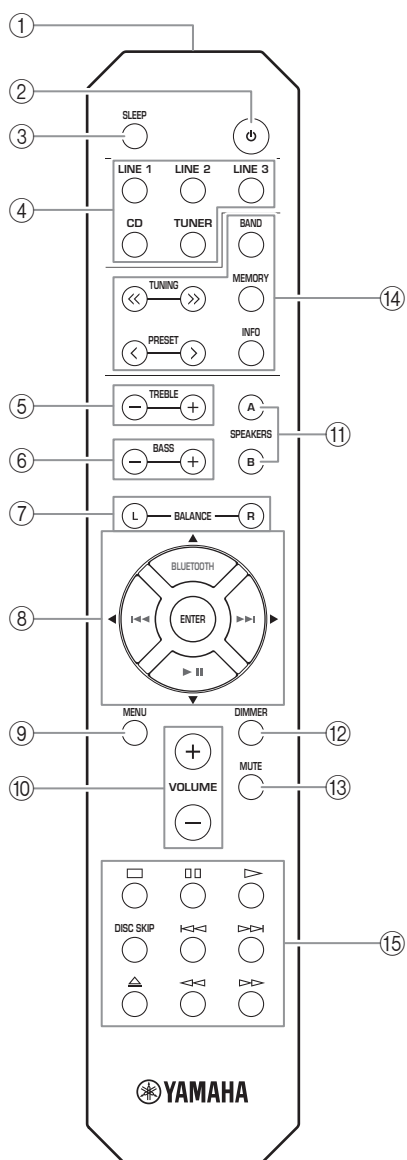 ①
②
SLEEP
③
LINE 1 LINE 2 LINE 3
④
CD TUNER BAND
TUNING MEMORY
⑭
PRESET INFO
⑤ TREBLE A
SPEAKERS ⑪
⑥ BASS B
⑦ L BALANCE R
BLUETOOTH
⑧ ENTER
⑨ MENU DIMMER ⑫
⑩ VOLUME MUTE ⑬
DISC SKIP ⑮
YAMAHA